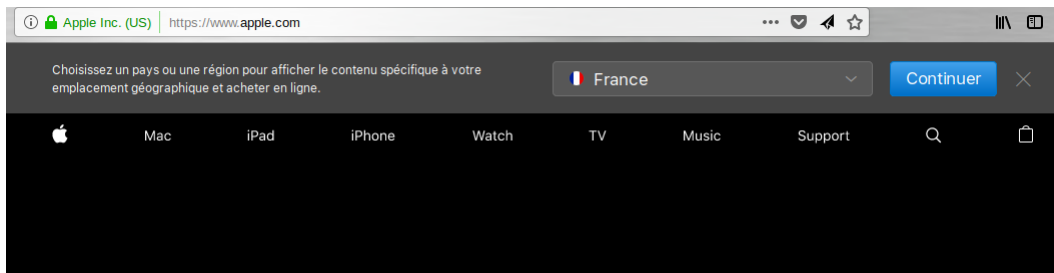 Apple Inc. (US) https://www.apple.com
Choisissez un pays ou une région pour afficher le contenu spécifique à votre
emplacement géographique et acheter en ligne.
France
Continuer
Mac iPad iPhone Watch TV Music Support